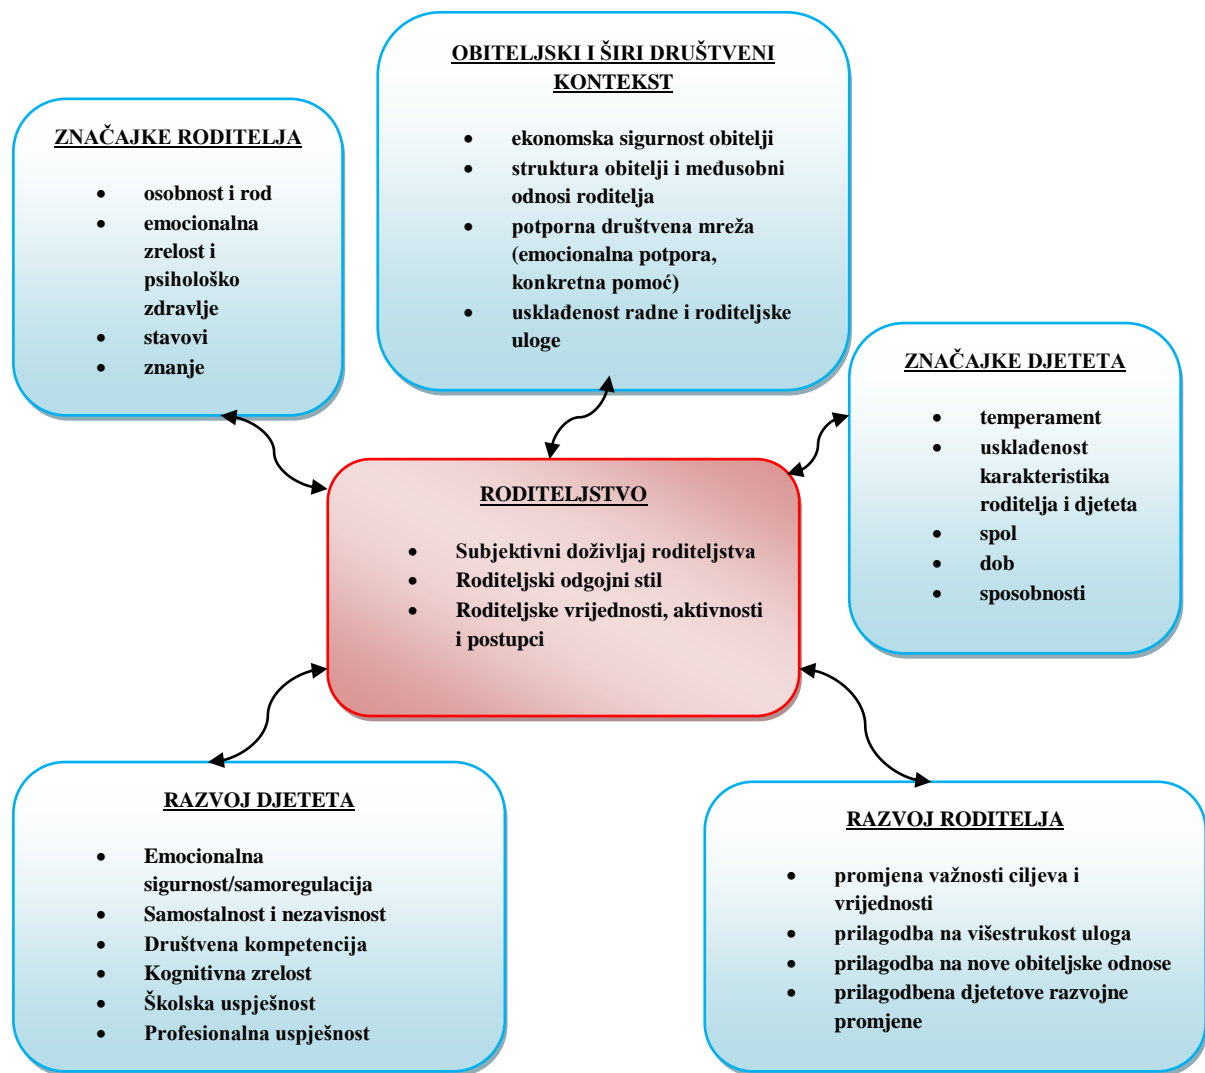 OBITELJSKI I ŠIRI DRUŠTVENI
KONTEKST
• ekonomska sigurnost obitelji
• struktura obitelji i međusobni
odnosi roditelja
• potporna društvena mreža
(emocionalna potpora,
konkretna pomoć)
• usklađenost radne i roditeljske
uloge
ZNAČAJKE RODITELJA
• osobnost i rod
• emocionalna
zrelost i
psihološko
zdravlje
• stavovi
• znanje
ZNAČAJKE DJETETA
• temperament
• usklađenost
karakteristika
roditelja i djeteta
• spol
• dob
• sposobnosti
RODITELJSTVO
• Subjektivni doživljaj roditeljstva
• Roditeljski odgojni stil
• Roditeljske vrijednosti, aktivnosti
i postupci
RAZVOJ DJETETA
• Emocionalna
sigurnost/samoregulacija
• Samostalnost i nezavisnost
• Društvena kompetencija
• Kognitivna zrelost
• Školska uspješnost
• Profesionalna uspješnost
RAZVOJ RODITELJA
• promjena važnosti ciljeva i
vrijednosti
• prilagodba na višestrukost uloga
• prilagodba na nove obiteljske odnose
• prilagodbena djetetove razvojne
promjene